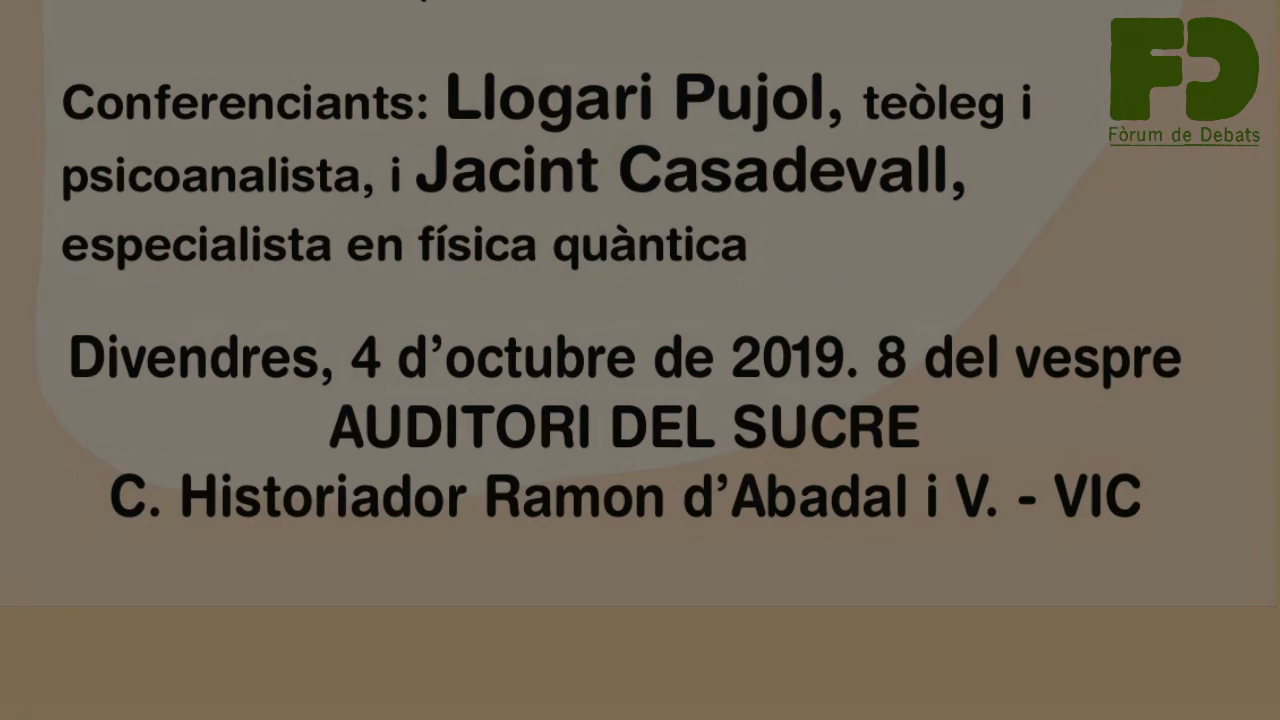 Conferenciants: Llogari Pujol, teòleg i
psicoanalista, i Jacint Casadevall,
especialista en física quàntica
Divendres, 4 d’octubre de 2019. 8 del vespre
AUDITORI DEL SUCRE
C. Historiador Ramon d’Abadal i V. - VIC
FD
Fòrum de Debats